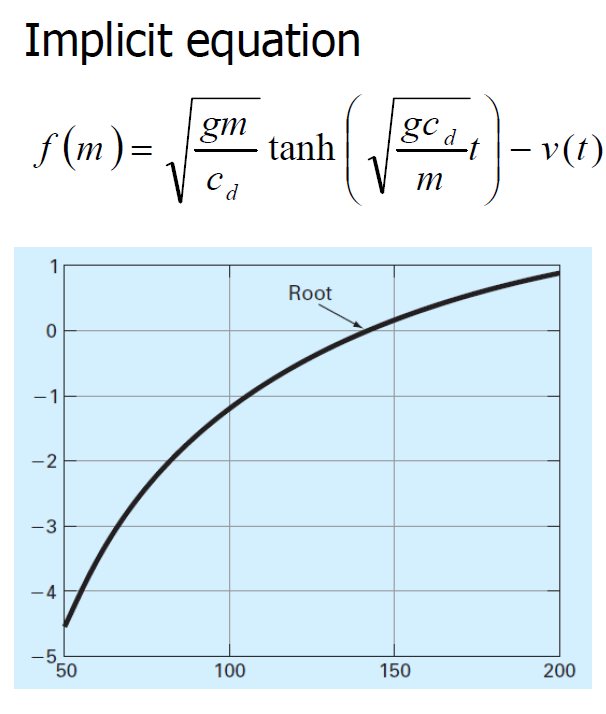 Implicit equation
f(m) = √(gm/c_d) tanh(√(gc_d/m) t) − v(t)
1
Root
0
−1
−2
−3
−4
−5
50 100 150 200